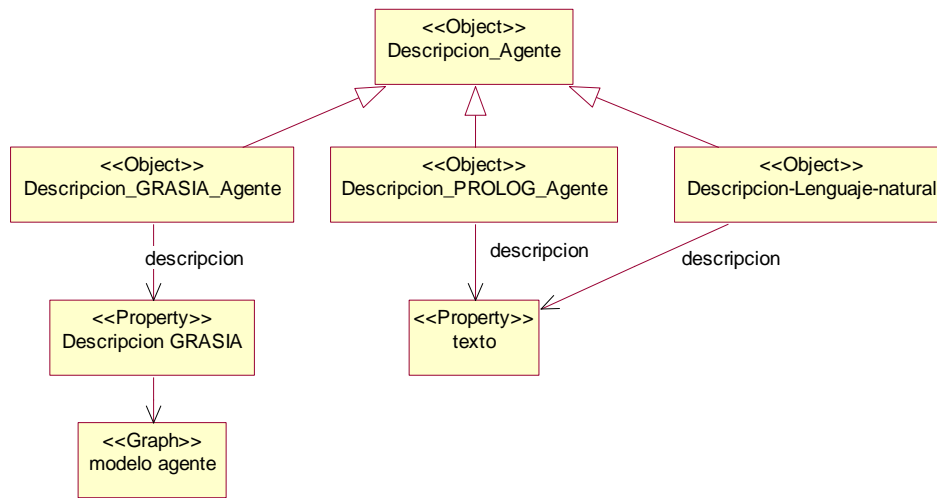 <<Object>>
Descripcion_Agente
<<Object>>
Descripcion_GRASIA_Agente
<<Object>>
Descripcion_PROLOG_Agente
<<Object>>
Descripcion-Lenguaje-natural
descripcion
descripcion
descripcion
<<Property>>
Descripcion GRASIA
<<Property>>
texto
<<Graph>>
modelo agente